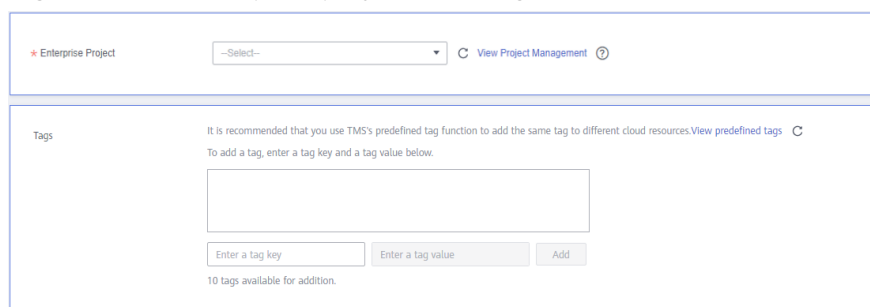 * Enterprise Project --Select-- View Project Management ?
Tags It is recommended that you use TMS's predefined tag function to add the same tag to different cloud resources.View predefined tags
To add a tag, enter a tag key and a tag value below.
Enter a tag key Enter a tag value Add
10 tags available for addition.